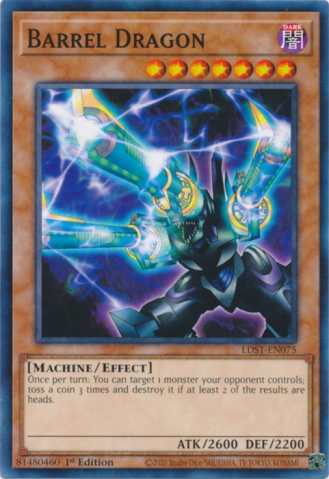 BARREL DRAGON
DARK
闇
LDS1-EN075
[MACHINE/EFFECT]
Once per turn: You can target 1 monster your opponent controls;
toss a coin 3 times and destroy it if at least 2 of the results are
heads.
ATK/2600 DEF/2200
81480460 1st Edition ©2020 Studio Dice/SHUEISHA, TV TOKYO, KONAMI